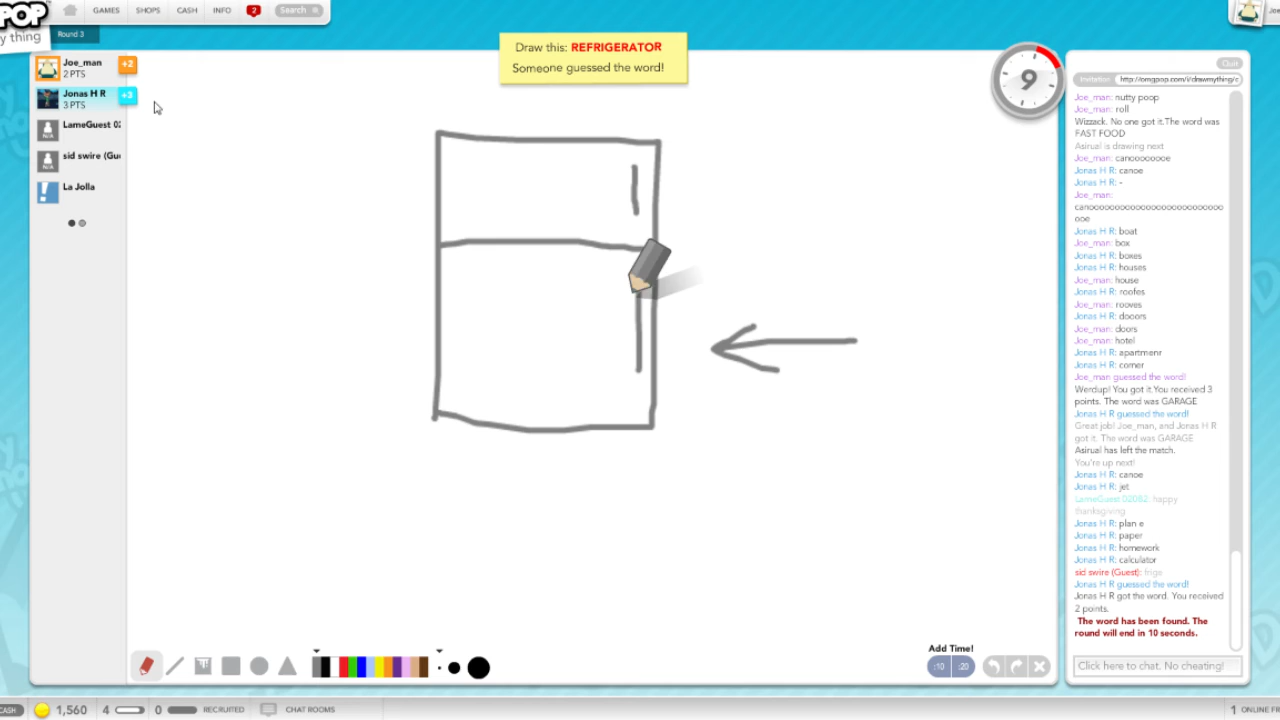 POP
y thing
GAMES
SHOPS
CASH
INFO
2
Search
Joe
Round 3
Draw this: REFRIGERATOR
Someone guessed the word!
9
Joe_man
2 PTS
+2
Jonas H R
3 PTS
+3
LameGuest 02
sid swire (Gue
La Jolla
Quit
Invitation
http://omgpop.com/i/drawmything/c
Joe_man: nutty poop
Joe_man: roll
Wizzack. No one got it.The word was
FAST FOOD
Asirual is drawing next
Joe_man: canooooooe
Jonas H R: canoe
Jonas H R: -
Joe_man:
Jonas H R: boat
Joe_man: box
Jonas H R: boxes
Jonas H R: houses
Joe_man: house
Jonas H R: roofes
Joe_man: rooves
Jonas H R: dooors
Joe_man: doors
Joe_man: hotel
Jonas H R: apartmenr
Jonas H R: corner
Joe_man guessed the word!
Werdup! You got it.You received 3
points. The word was GARAGE
Jonas H R guessed the word!
Great job! Joe_man, and Jonas H R
got it. The word was GARAGE
Asirual has left the match.
You're up next!
Jonas H R: canoe
Jonas H R: jet
LameGuest 02082: happy
thanksgiving
Jonas H R: plan e
Jonas H R: paper
Jonas H R: homework
Jonas H R: calculator
sid swire (Guest): frige
Jonas H R guessed the word!
Jonas H R got the word. You received
2 points.
The word has been found. The
round will end in 10 seconds.
Click here to chat. No cheating!
Add Time!
:10
:20
T
CASH
1,560
4
0
RECRUITED
CHAT ROOMS
1 ONLINE FR